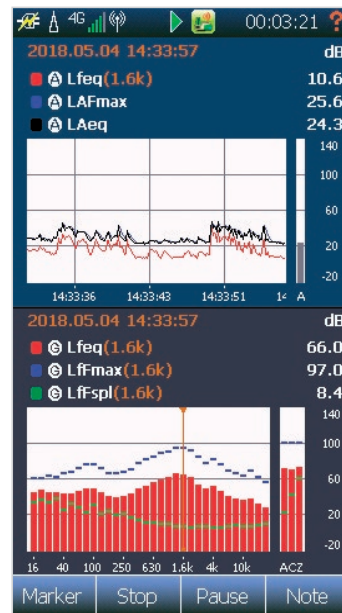 4G 00:03:21 ?
2018.05.04 14:33:57 dB
A Lfeq(1.6k) 10.6
A LAFmax 25.6
A LAeq 24.3
140
100
60
20
-20
14:33:36 14:33:43 14:33:51 14 A
2018.05.04 14:33:57 dB
G Lfeq(1.6k) 66.0
G LfFmax(1.6k) 97.0
G LfFspl(1.6k) 8.4
140
100
60
20
-20
16 40 100 250 630 1.6k 4k 10k ACZ
Marker Stop Pause Note